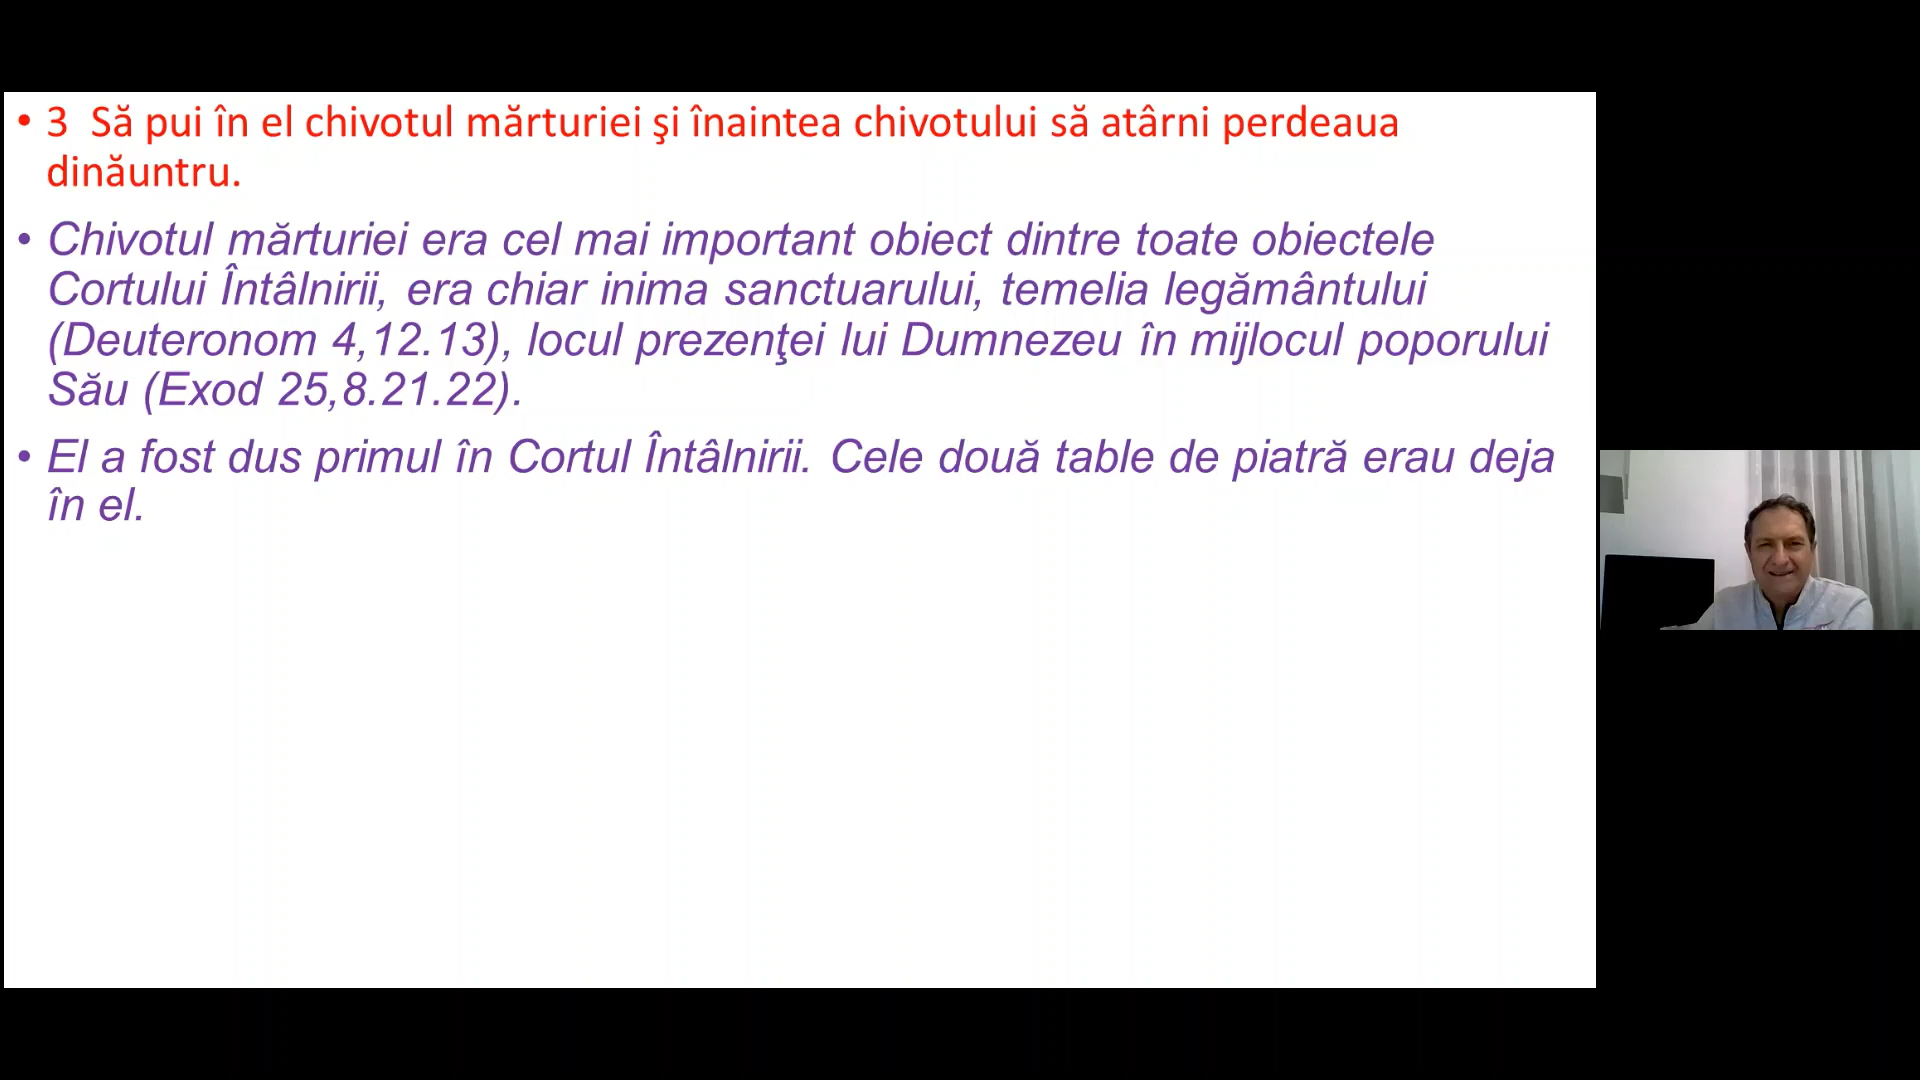 • 3 Să pui în el chivotul mărturiei şi înaintea chivotului să atârni perdeaua
dinăuntru.
• Chivotul mărturiei era cel mai important obiect dintre toate obiectele
Cortului Întâlnirii, era chiar inima sanctuarului, temelia legământului
(Deuteronom 4,12.13), locul prezenţei lui Dumnezeu în mijlocul poporului
Său (Exod 25,8.21.22).
• El a fost dus primul în Cortul Întâlnirii. Cele două table de piatră erau deja
în el.